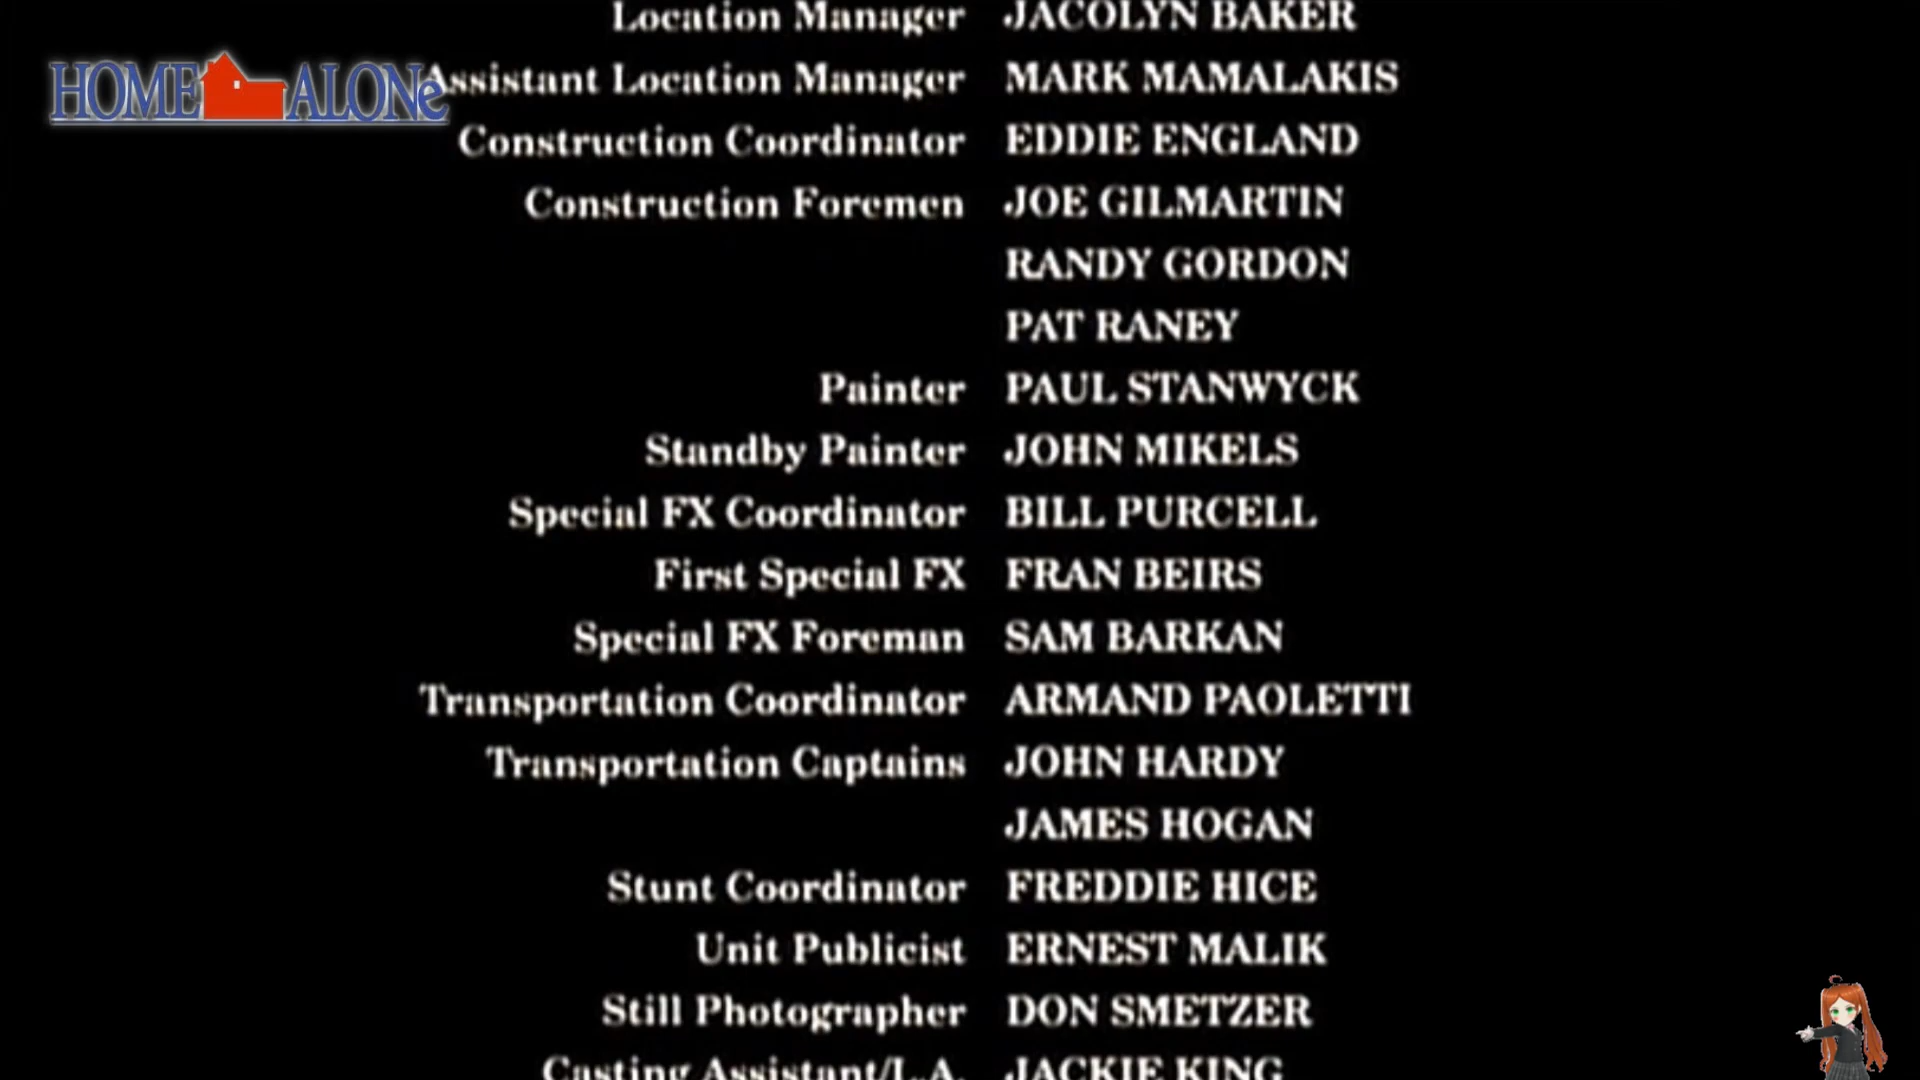 Location Manager JACOLYN BAKER
HOME ALONe
Assistant Location Manager MARK MAMALAKIS
Construction Coordinator EDDIE ENGLAND
Construction Foremen JOE GILMARTIN
RANDY GORDON
PAT RANEY
Painter PAUL STANWYCK
Standby Painter JOHN MIKELS
Special FX Coordinator BILL PURCELL
First Special FX FRAN BEIRS
Special FX Foreman SAM BARKAN
Transportation Coordinator ARMAND PAOLETTI
Transportation Captains JOHN HARDY
JAMES HOGAN
Stunt Coordinator FREDDIE HICE
Unit Publicist ERNEST MALIK
Still Photographer DON SMETZER
Casting Assistant/L.A. JACKIE KING